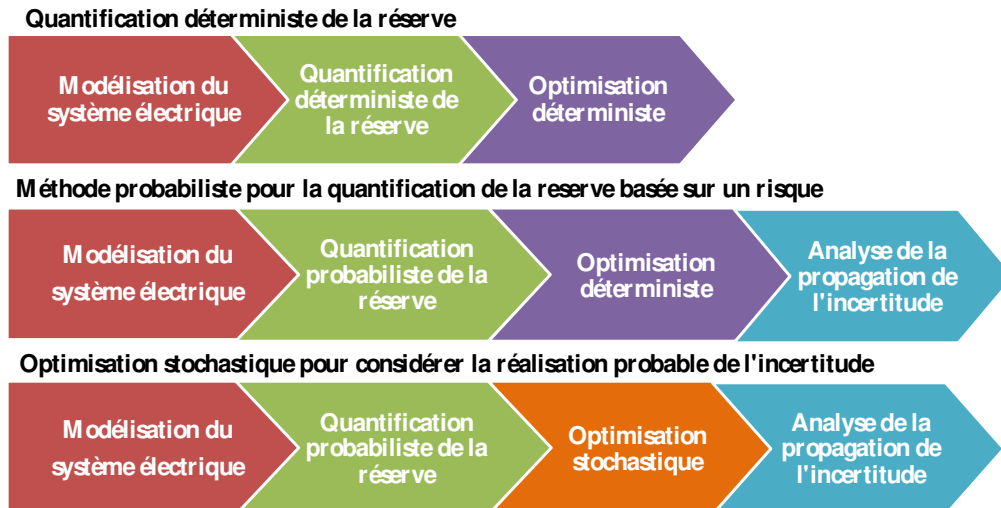 Quantification déterministe de la réserve
Modélisation du
système électrique
Quantification
déterministe de
la réserve
Optimisation
déterministe
Méthode probabiliste pour la quantification de la reserve basée sur un risque
Modélisation du
système électrique
Quantification
probabiliste de la
réserve
Optimisation
déterministe
Analyse de la
propagation de
l'incertitude
Optimisation stochastique pour considérer la réalisation probable de l'incertitude
Modélisation du
système électrique
Quantification
probabiliste de la
réserve
Optimisation
stochastique
Analyse de la
propagation de
l'incertitude